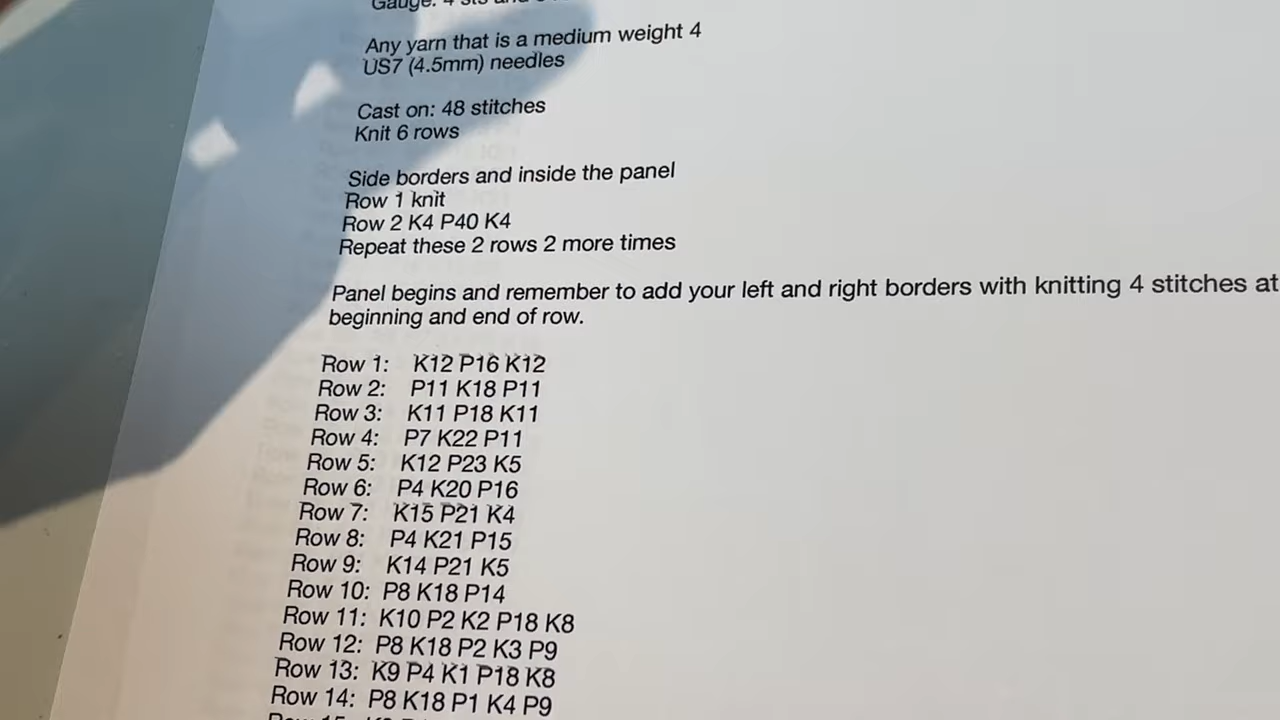 Gauge: 4 sts and
Any yarn that is a medium weight 4
US7 (4.5mm) needles
Cast on: 48 stitches
Knit 6 rows
Side borders and inside the panel
Row 1 knit
Row 2 K4 P40 K4
Repeat these 2 rows 2 more times
Panel begins and remember to add your left and right borders with knitting 4 stitches at
beginning and end of row.
Row 1: K12 P16 K12
Row 2: P11 K18 P11
Row 3: K11 P18 K11
Row 4: P7 K22 P11
Row 5: K12 P23 K5
Row 6: P4 K20 P16
Row 7: K15 P21 K4
Row 8: P4 K21 P15
Row 9: K14 P21 K5
Row 10: P8 K18 P14
Row 11: K10 P2 K2 P18 K8
Row 12: P8 K18 P2 K3 P9
Row 13: K9 P4 K1 P18 K8
Row 14: P8 K18 P1 K4 P9
Row 15: